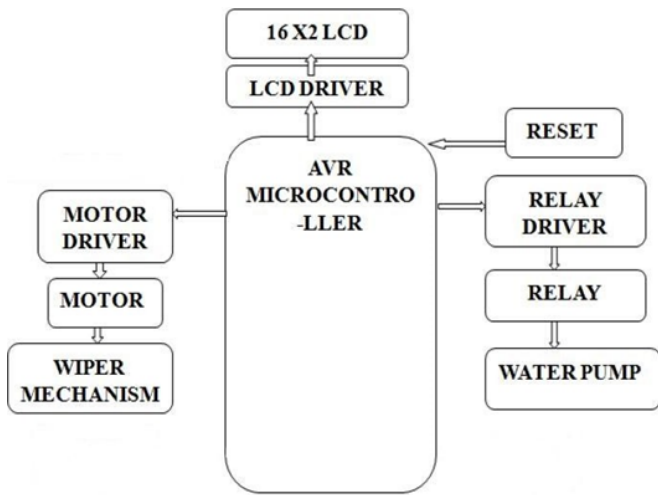 16 X2 LCD
LCD DRIVER
RESET
AVR
MICROCONTRO
-LLER
MOTOR
DRIVER
RELAY
DRIVER
MOTOR
RELAY
WIPER
MECHANISM
WATER PUMP